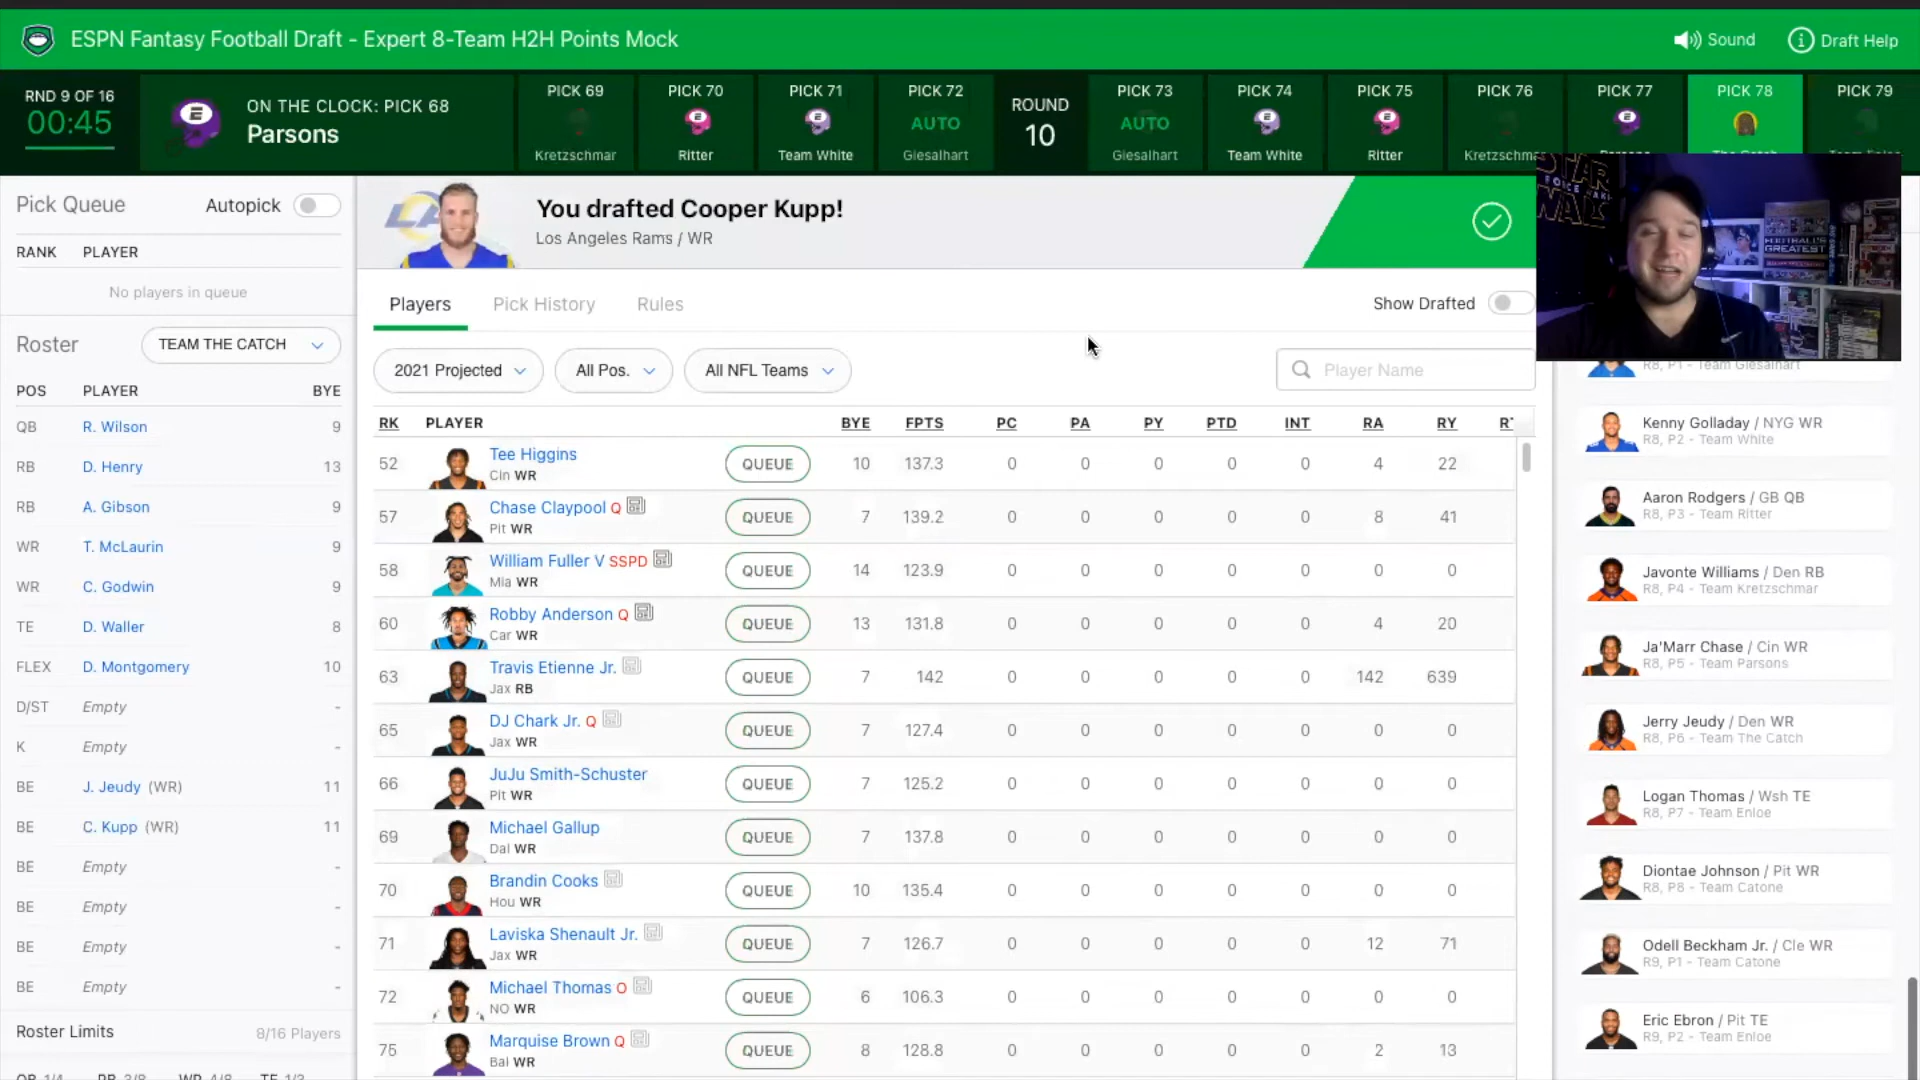 ESPN Fantasy Football Draft - Expert 8-Team H2H Points Mock
Sound
Draft Help
RND 9 OF 16
00:45
ON THE CLOCK: PICK 68
Parsons
PICK 69
Kretzschmar
PICK 70
Ritter
PICK 71
Team White
PICK 72
AUTO
Giesalhart
ROUND
10
PICK 73
AUTO
Giesalhart
PICK 74
Team White
PICK 75
Ritter
PICK 76
PICK 77
PICK 78
PICK 79
Pick Queue
Autopick
RANK PLAYER
No players in queue
Roster
TEAM THE CATCH
POS PLAYER BYE
QB R. Wilson 9
RB D. Henry 13
RB A. Gibson 9
WR T. McLaurin 9
WR C. Godwin 9
TE D. Waller 8
FLEX D. Montgomery 10
D/ST Empty -
K Empty -
BE J. Jeudy (WR) 11
BE C. Kupp (WR) 11
BE Empty -
BE Empty -
BE Empty -
BE Empty -
Roster Limits 8/16 Players
QB 1/4 RB 3/8 WR 4/8 TE 1/3
You drafted Cooper Kupp!
Los Angeles Rams / WR
Players
Pick History
Rules
Show Drafted
2021 Projected
All Pos.
All NFL Teams
Player Name
RK PLAYER BYE FPTS PC PA PY PTD INT RA RY
52 Tee Higgins QUEUE 10 137.3 0 0 0 0 0 4 22
Cin WR
57 Chase Claypool Q QUEUE 7 139.2 0 0 0 0 0 8 41
Pit WR
58 William Fuller V SSPD QUEUE 14 123.9 0 0 0 0 0 0 0
Mia WR
60 Robby Anderson Q QUEUE 13 131.8 0 0 0 0 0 4 20
Car WR
63 Travis Etienne Jr. QUEUE 7 142 0 0 0 0 0 142 639
Jax RB
65 DJ Chark Jr. Q QUEUE 7 127.4 0 0 0 0 0 0 0
Jax WR
66 JuJu Smith-Schuster QUEUE 7 125.2 0 0 0 0 0 0 0
Pit WR
69 Michael Gallup QUEUE 7 137.8 0 0 0 0 0 0 0
Dal WR
70 Brandin Cooks QUEUE 10 135.4 0 0 0 0 0 0 0
Hou WR
71 Laviska Shenault Jr. QUEUE 7 126.7 0 0 0 0 0 12 71
Jax WR
72 Michael Thomas O QUEUE 6 106.3 0 0 0 0 0 0 0
NO WR
75 Marquise Brown Q QUEUE 8 128.8 0 0 0 0 0 2 13
Bal WR
STAR
WA
FOOTBALL'S
GREATEST
R8, P1 - Team Giesalhart
Kenny Golladay / NYG WR
R8, P2 - Team White
Aaron Rodgers / GB QB
R8, P3 - Team Ritter
Javonte Williams / Den RB
R8, P4 - Team Kretzschmar
Ja'Marr Chase / Cin WR
R8, P5 - Team Parsons
Jerry Jeudy / Den WR
R8, P6 - Team The Catch
Logan Thomas / Wsh TE
R8, P7 - Team Enloe
Diontae Johnson / Pit WR
R8, P8 - Team Catone
Odell Beckham Jr. / Cle WR
R9, P1 - Team Catone
Eric Ebron / Pit TE
R9, P2 - Team Enloe